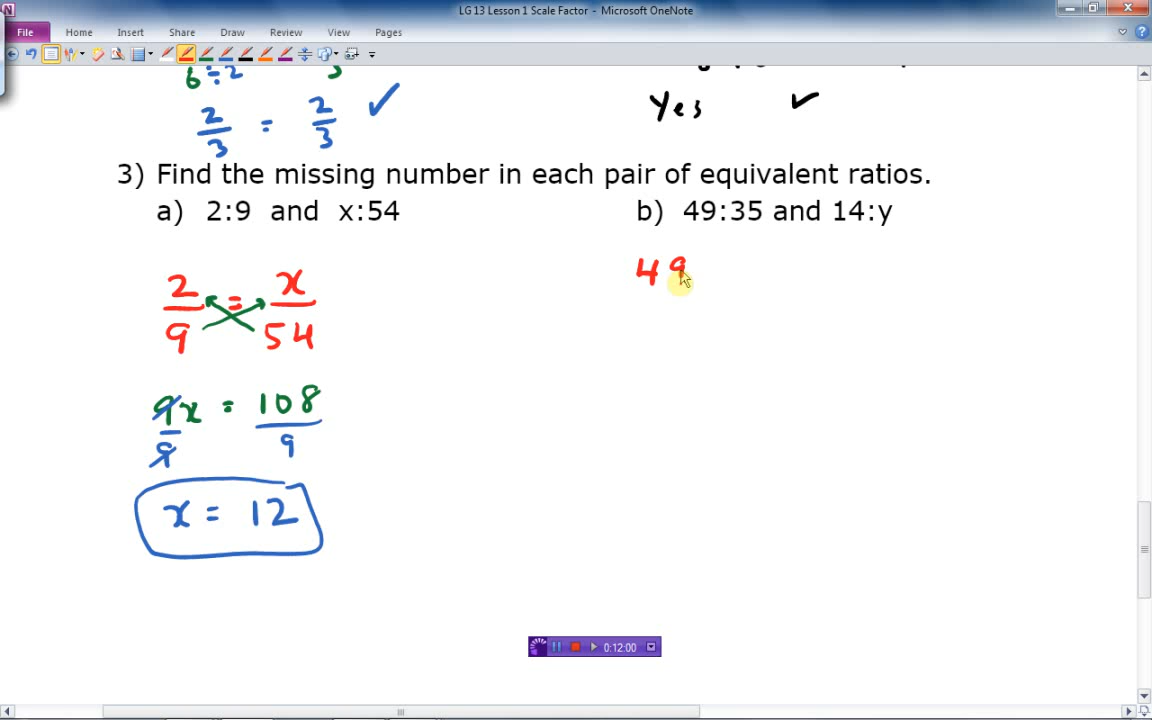 LG 13 Lesson 1 Scale Factor - Microsoft OneNote
File Home Insert Share Draw Review View Pages
6 ÷2 3
2/3 = 2/3 ✓
Yes ✓
3) Find the missing number in each pair of equivalent ratios.
a) 2:9 and x:54
b) 49:35 and 14:y
2/9 = x/54
49
9x = 108
9 9
x = 12
0:12:00